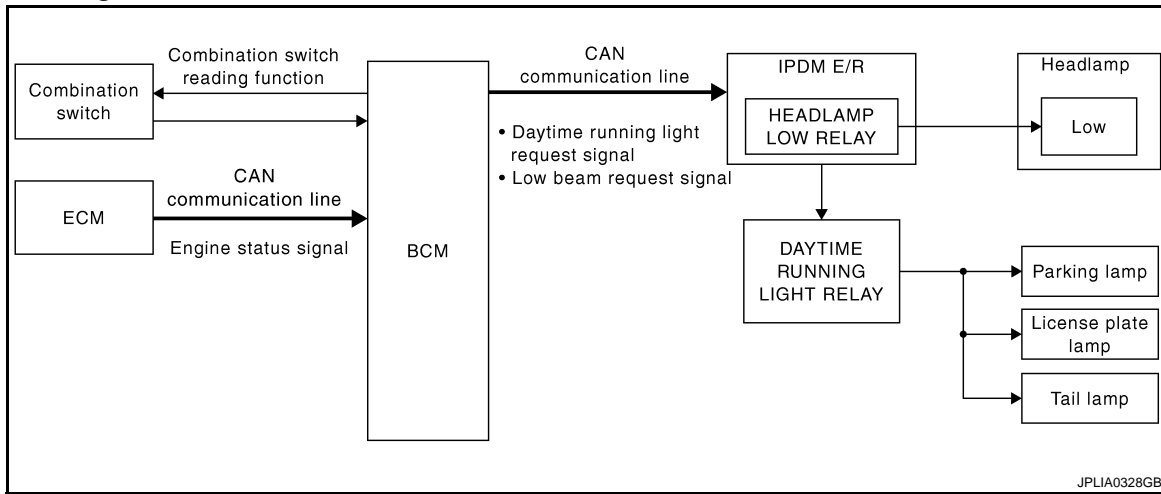 Combination switch
reading function
Combination
switch
CAN
communication line
Engine status signal
ECM
BCM
CAN
communication line
• Daytime running light
request signal
• Low beam request signal
IPDM E/R
HEADLAMP
LOW RELAY
Headlamp
Low
DAYTIME
RUNNING
LIGHT RELAY
Parking lamp
License plate
lamp
Tail lamp
JPLIA0328GB